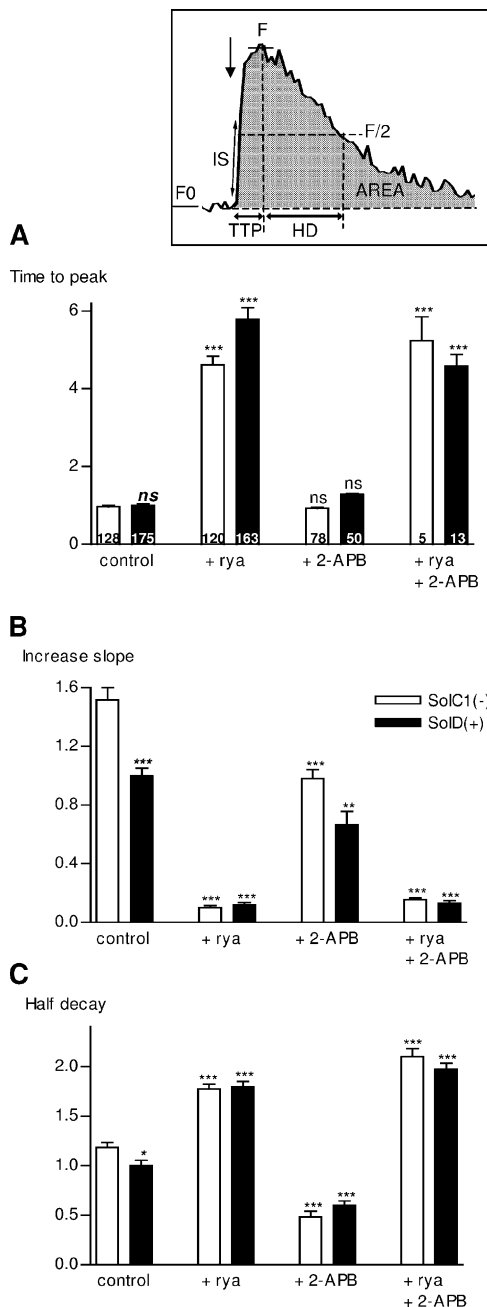 F
F/2
IS
F0
AREA
TTP
HD
A
Time to peak
6
4
2
0
ns
***
***
ns
ns
***
***
128
175
120
163
78
50
5
13
control
+ rya
+ 2-APB
+ rya
+ 2-APB
B
Increase slope
1.6
1.2
0.8
0.4
0.0
SolC1(-)
SolD(+)
***
***
***
***
**
***
***
control
+ rya
+ 2-APB
+ rya
+ 2-APB
C
Half decay
2.0
1.5
1.0
0.5
0.0
*
***
***
***
***
***
***
control
+ rya
+ 2-APB
+ rya
+ 2-APB